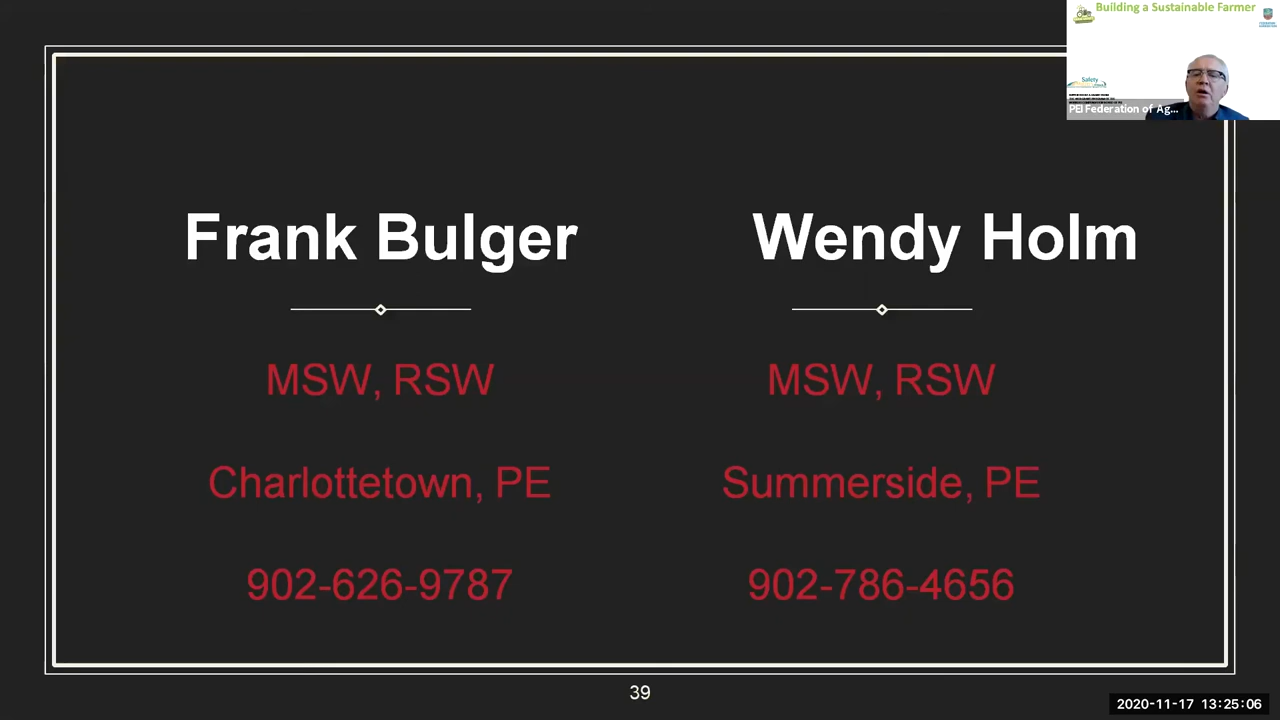 Building a Sustainable Farmer
Safety
PEI Federation of Ag...
Frank Bulger
MSW, RSW
Charlottetown, PE
902-626-9787
Wendy Holm
MSW, RSW
Summerside, PE
902-786-4656
39
2020-11-17 13:25:06